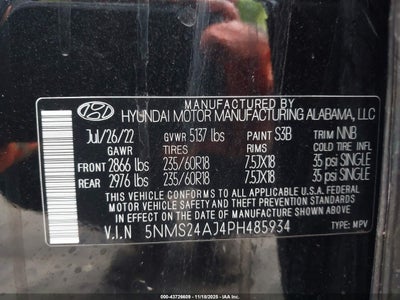 MANUFACTURED BY
HYUNDAI MOTOR MANUFACTURING ALABAMA, LLC
Jul/26/22 GVWR 5137 lbs PAINT S3B TRIM NNB
GAWR TIRES RIMS COLD TIRE INFL
FRONT 2866 lbs 235/60R18 7.5JX18 35 psi SINGLE
REAR 2976 lbs 235/60R18 7.5JX18 35 psi SINGLE
THIS VEHICLE CONFORMS TO ALL APPLICABLE U.S. FEDERAL
MOTOR VEHICLE SAFETY AND THEFT PREVENTION STANDARDS
IN EFFECT ON THE DATE OF MANUFACTURE SHOWN ABOVE.
V.I.N 5NMS24AJ4PH485934 TYPE: MPV
© 000-43726609 - 11/18/2025 - IAAI.COM